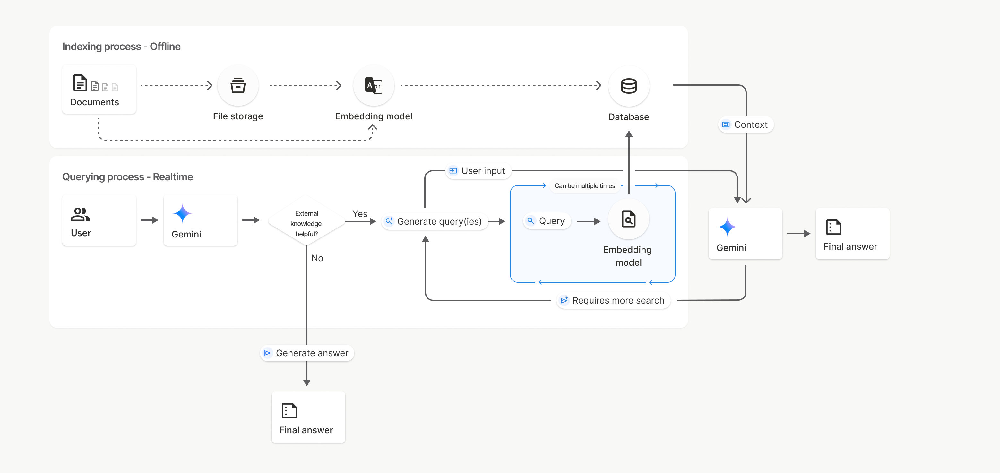 Indexing process - Offline
Documents
File storage
Embedding model
A
0,1
Database
Context
Querying process - Realtime
User input
Can be multiple times
User
Gemini
External
knowledge
helpful?
Yes
No
Generate query(ies)
Query
Embedding
model
Gemini
Final answer
Requires more search
Generate answer
Final answer